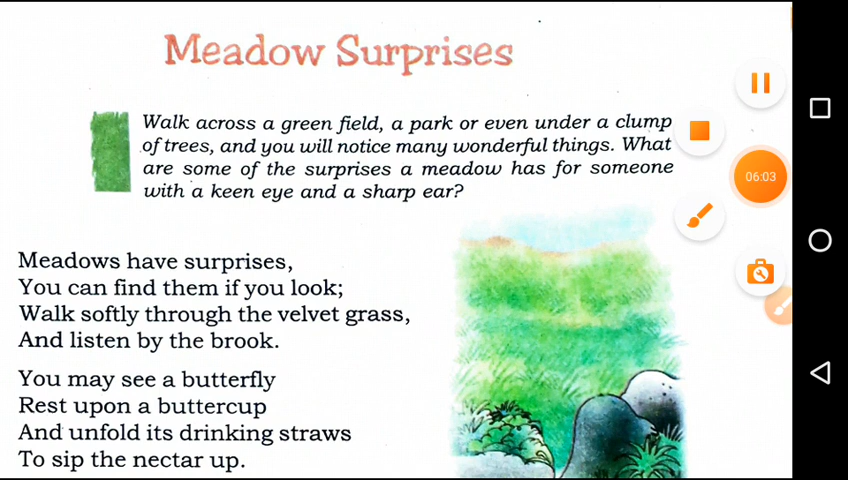 Meadow Surprises
Walk across a green field, a park or even under a clump
of trees, and you will notice many wonderful things. What
are some of the surprises a meadow has for someone
with a keen eye and a sharp ear?
Meadows have surprises,
You can find them if you look;
Walk softly through the velvet grass,
And listen by the brook.
You may see a butterfly
Rest upon a buttercup
And unfold its drinking straws
To sip the nectar up.
06:03